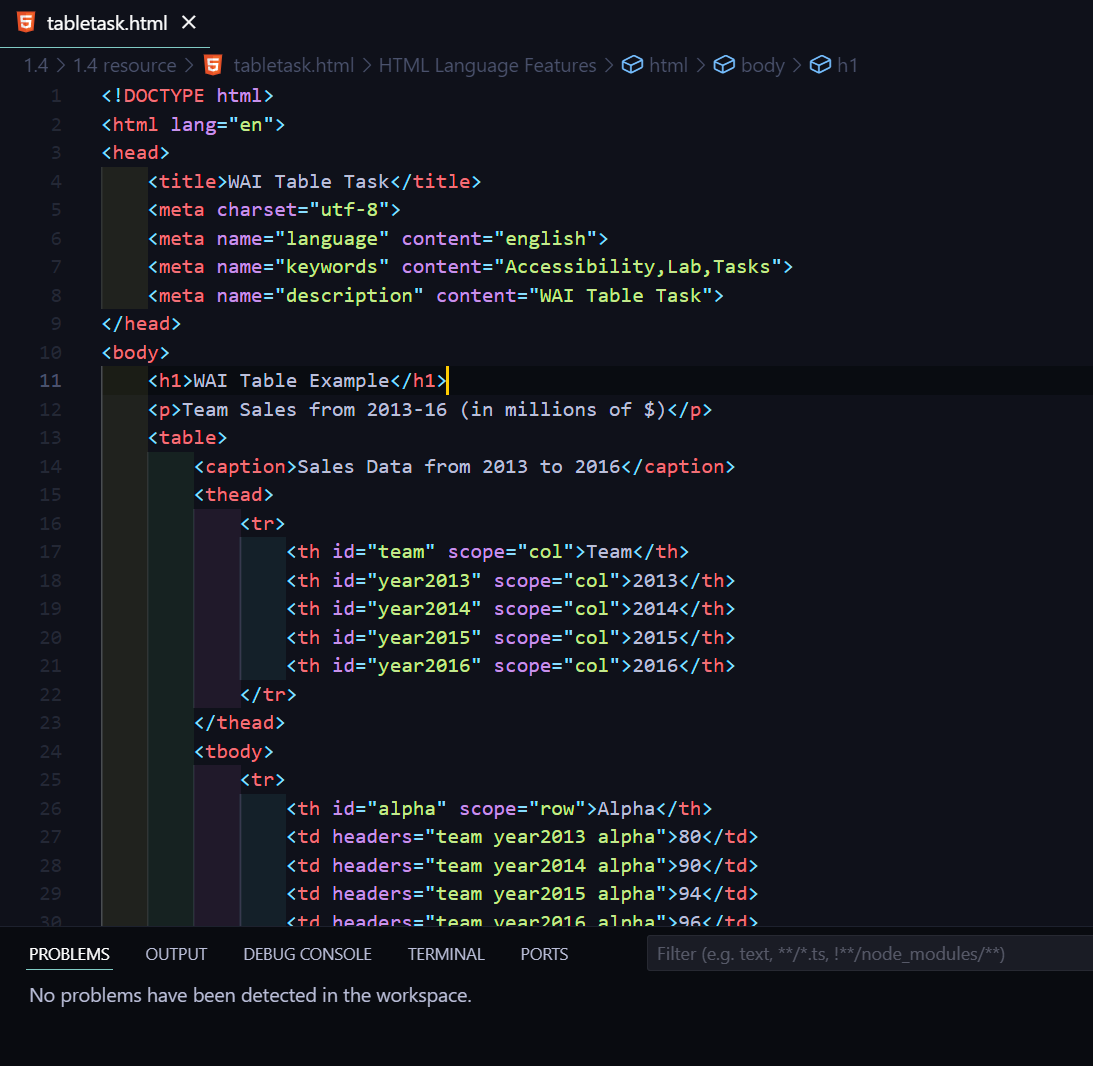 tabletask.html ×
1.4 > 1.4 resource > tabletask.html > HTML Language Features > html > body > h1
1 <!DOCTYPE html>
2 <html lang="en">
3 <head>
4 <title>WAI Table Task</title>
5 <meta charset="utf-8">
6 <meta name="language" content="english">
7 <meta name="keywords" content="Accessibility,Lab,Tasks">
8 <meta name="description" content="WAI Table Task">
9 </head>
10 <body>
11 <h1>WAI Table Example</h1>
12 <p>Team Sales from 2013-16 (in millions of $)</p>
13 <table>
14 <caption>Sales Data from 2013 to 2016</caption>
15 <thead>
16 <tr>
17 <th id="team" scope="col">Team</th>
18 <th id="year2013" scope="col">2013</th>
19 <th id="year2014" scope="col">2014</th>
20 <th id="year2015" scope="col">2015</th>
21 <th id="year2016" scope="col">2016</th>
22 </tr>
23 </thead>
24 <tbody>
25 <tr>
26 <th id="alpha" scope="row">Alpha</th>
27 <td headers="team year2013 alpha">80</td>
28 <td headers="team year2014 alpha">90</td>
29 <td headers="team year2015 alpha">94</td>
30 <td headers="team year2016 alpha">96</td>
PROBLEMS OUTPUT DEBUG CONSOLE TERMINAL PORTS Filter (e.g. text, **/*.ts, !**/node_modules/**)
No problems have been detected in the workspace.